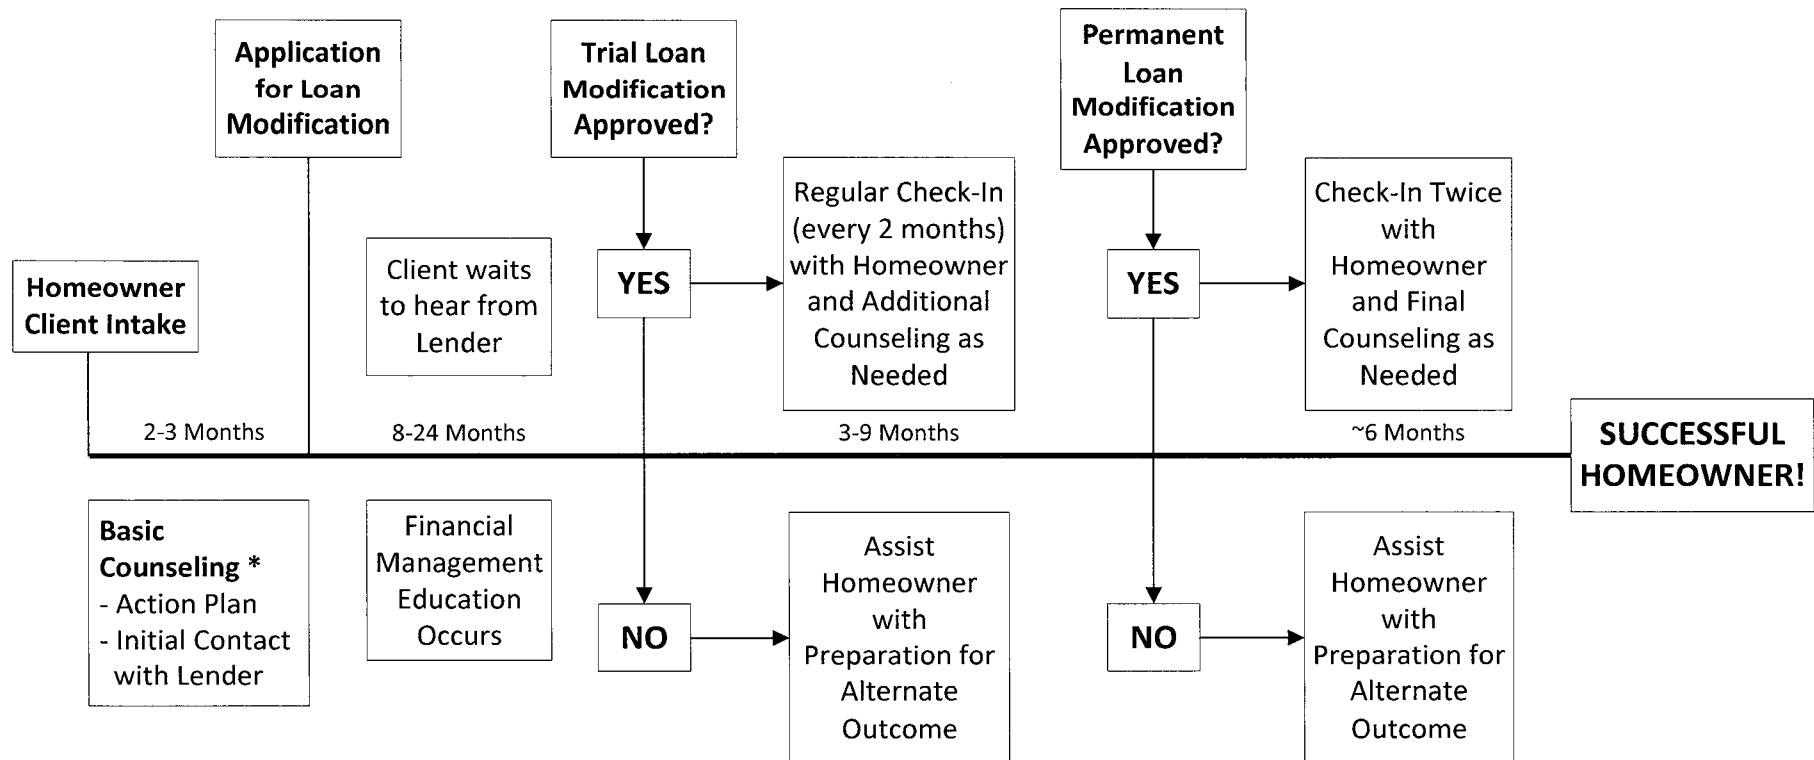 Application
for Loan
Modification
Trial Loan
Modification
Approved?
Permanent
Loan
Modification
Approved?
Homeowner
Client Intake
Client waits
to hear from
Lender
YES
Regular Check-In
(every 2 months)
with Homeowner
and Additional
Counseling as
Needed
YES
Check-In Twice
with
Homeowner
and Final
Counseling as
Needed
2-3 Months
8-24 Months
3-9 Months
~6 Months
SUCCESSFUL
HOMEOWNER!
Basic
Counseling *
- Action Plan
- Initial Contact
with Lender
Financial
Management
Education
Occurs
NO
Assist
Homeowner
with
Preparation for
Alternate
Outcome
NO
Assist
Homeowner
with
Preparation for
Alternate
Outcome